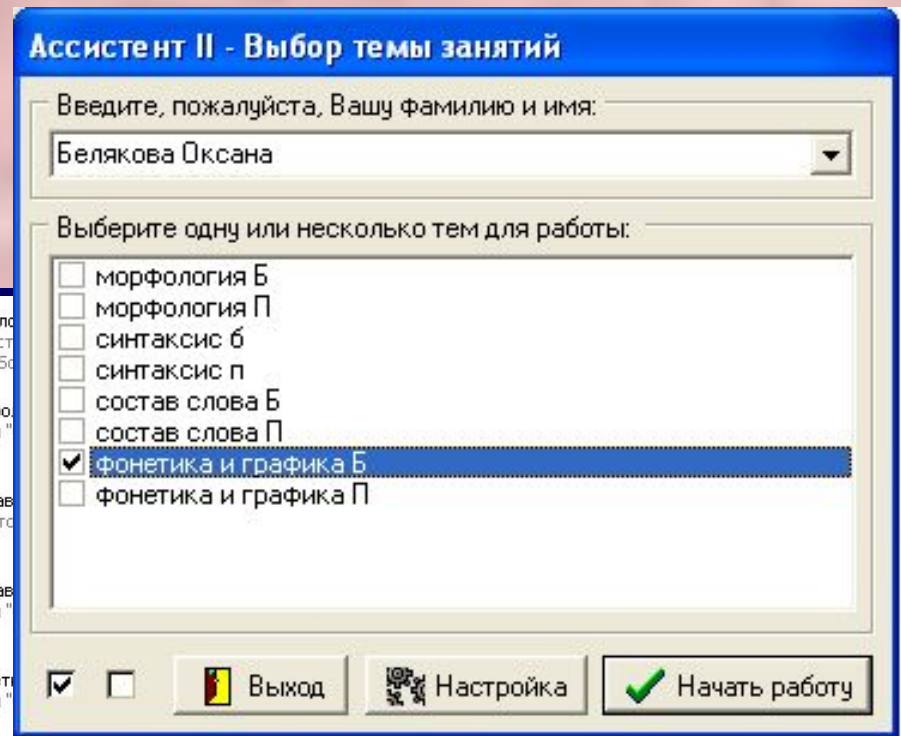 Ассистент II - Выбор темы занятий
Введите, пожалуйста, Вашу фамилию и имя:
Белякова Оксана
Выберите одну или несколько тем для работы:
морфология Б
морфология П
синтаксис б
синтаксис п
состав слова Б
состав слова П
фонетика и графика Б
фонетика и графика П
Выход
Настройка
Начать работу